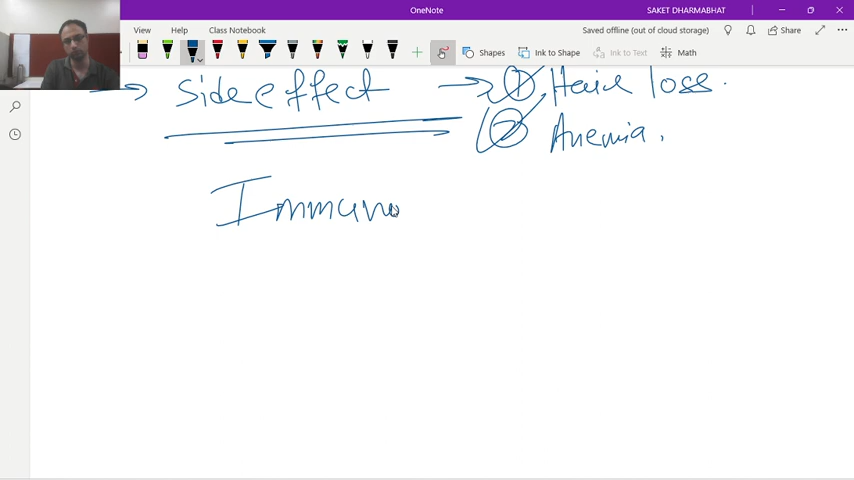 OneNote
SAKET DHARMABHAT
View Help Class Notebook
Saved offline (out of cloud storage) Share
Shapes Ink to Shape Ink to Text Math
→ Side effect → ① Hair loss.
② Anemia.
Immuno